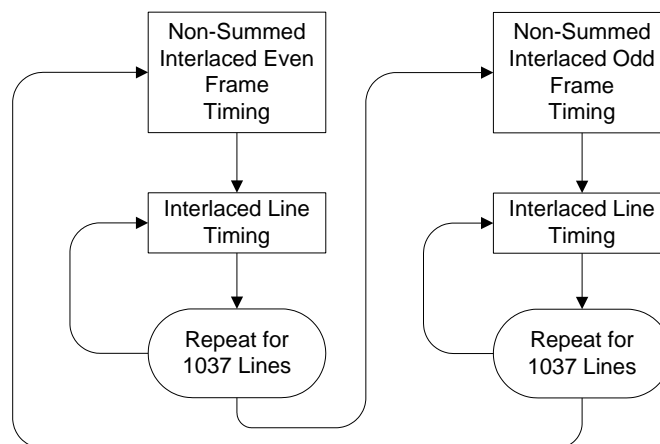 Non-Summed
Interlaced Even
Frame
Timing
Interlaced Line
Timing
Repeat for
1037 Lines
Non-Summed
Interlaced Odd
Frame
Timing
Interlaced Line
Timing
Repeat for
1037 Lines